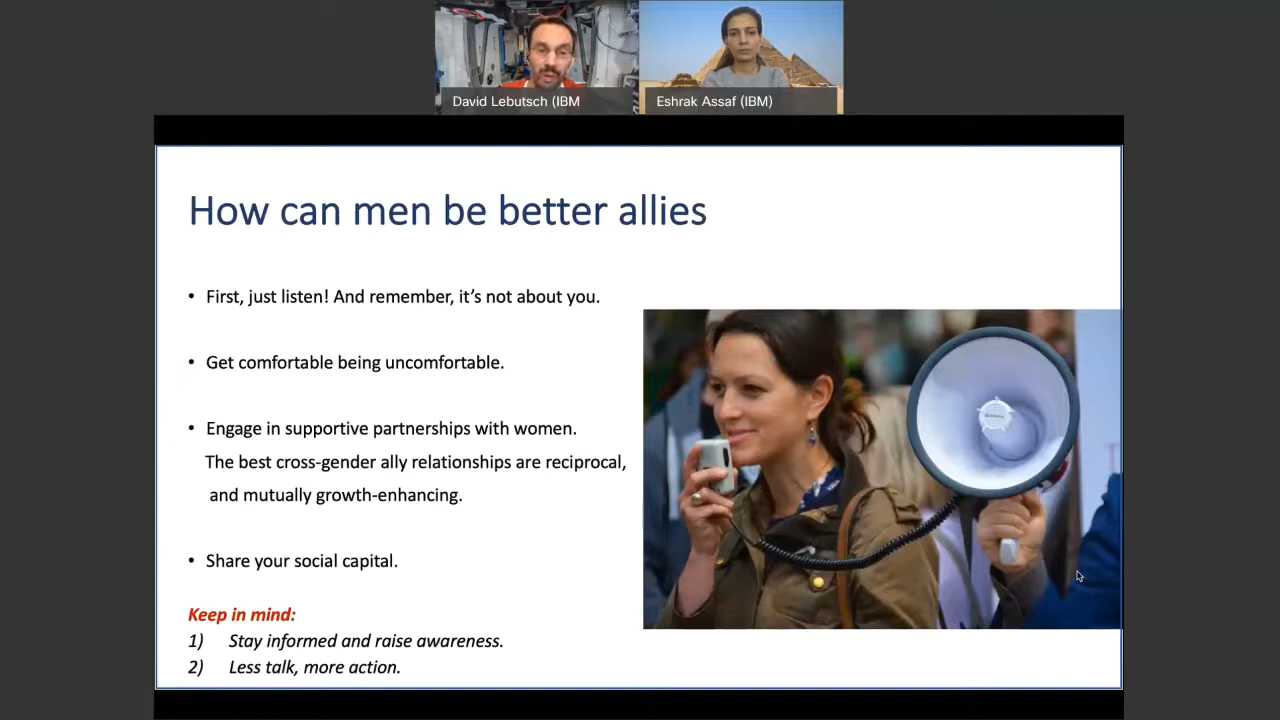 David Lebutsch (IBM
Eshrak Assaf (IBM)
How can men be better allies
• First, just listen! And remember, it's not about you.
• Get comfortable being uncomfortable.
• Engage in supportive partnerships with women.
The best cross-gender ally relationships are reciprocal,
and mutually growth-enhancing.
• Share your social capital.
Keep in mind:
1) Stay informed and raise awareness.
2) Less talk, more action.